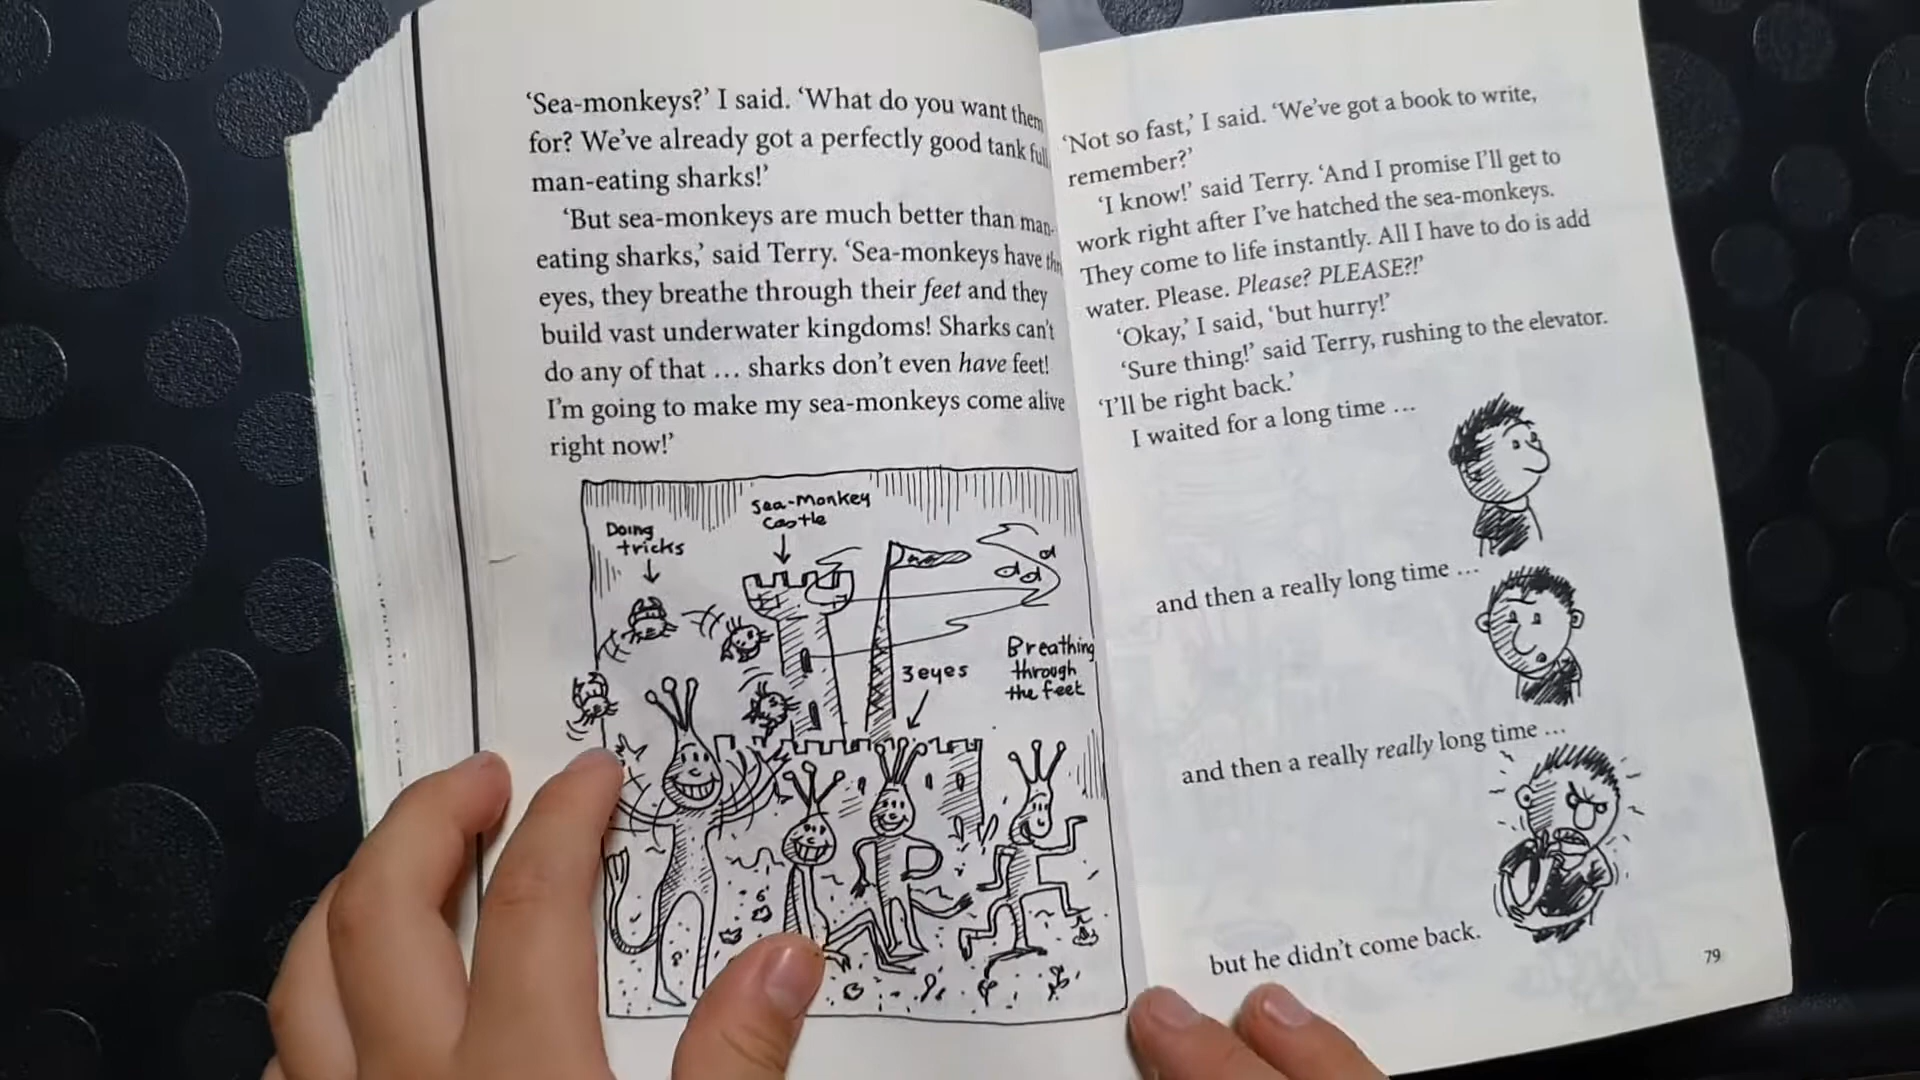 ‘Sea-monkeys?’ I said. ‘What do you want them
for? We’ve already got a perfectly good tank full
man-eating sharks!’
‘But sea-monkeys are much better than man-
eating sharks,’ said Terry. ‘Sea-monkeys have
eyes, they breathe through their feet and they
build vast underwater kingdoms! Sharks can’t
do any of that … sharks don’t even have feet!
I’m going to make my sea-monkeys come alive
right now!’
Doing
tricks
Sea-Monkey
Castle
3 eyes
Breathing
through
the feet
‘Not so fast,’ I said. ‘We’ve got a book to write,
remember?’
‘I know!’ said Terry. ‘And I promise I’ll get to
work right after I’ve hatched the sea-monkeys.
They come to life instantly. All I have to do is add
water. Please. Please? PLEASE?!’
‘Okay,’ I said, ‘but hurry!’
‘Sure thing!’ said Terry, rushing to the elevator.
‘I’ll be right back.’
I waited for a long time …
and then a really long time …
and then a really really long time …
but he didn’t come back.
79